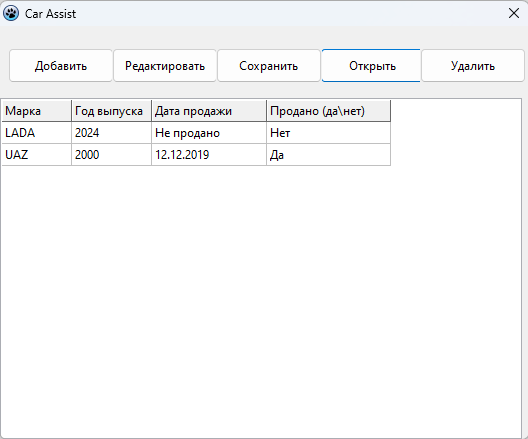 Car Assist
Добавить Редактировать Сохранить Открыть Удалить
Марка Год выпуска Дата продажи Продано (да\нет)
LADA 2024 Не продано Нет
UAZ 2000 12.12.2019 Да